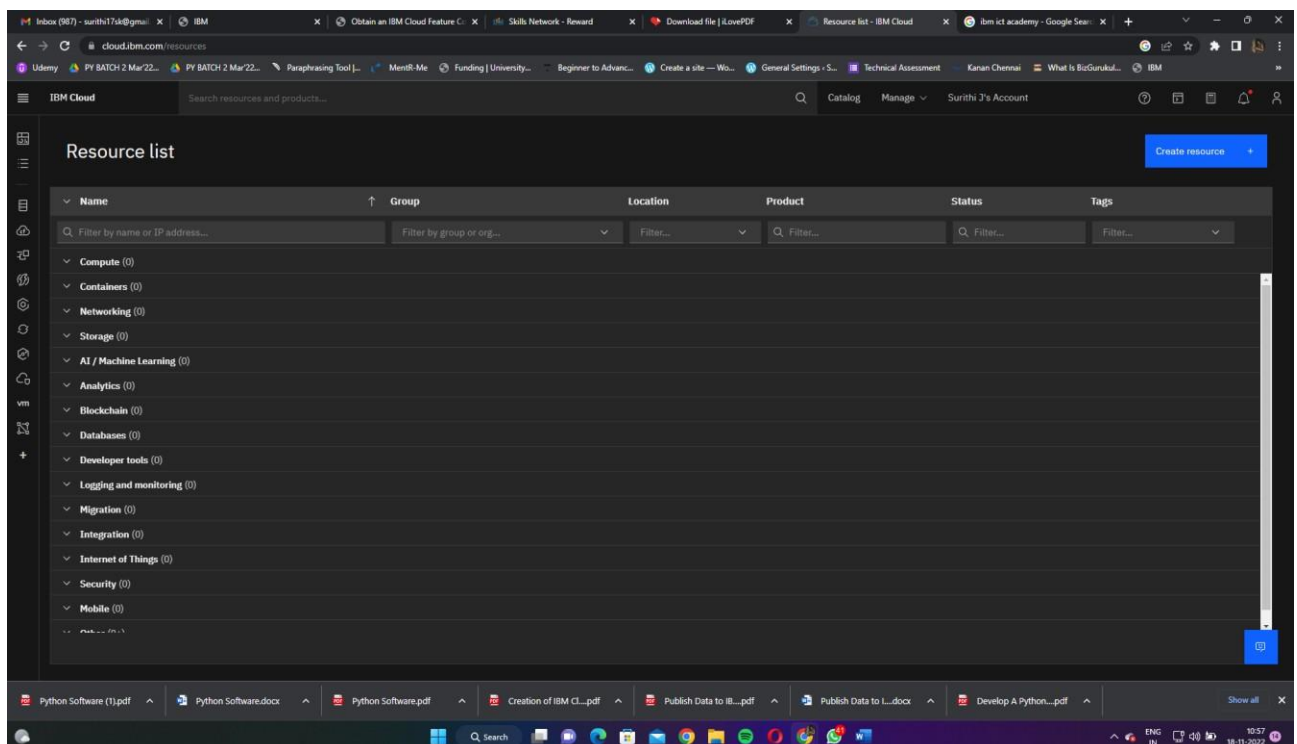 Inbox (987) - surithi17sk@gmail
IBM
Obtain an IBM Cloud Feature C
Skills Network - Reward
Download file | iLovePDF
Resource list - IBM Cloud
ibm ict academy - Google Sear
cloud.ibm.com/resources
Udemy
PY BATCH 2 Mar'22...
PY BATCH 2 Mar'22...
Paraphrasing Tool |...
MentR-Me
Funding | University...
Beginner to Advanc...
Create a site — Wo...
General Settings ‹ S...
Technical Assessment
Kanan Chennai
What Is BizGurukul...
IBM
IBM Cloud
Search resources and products...
Catalog
Manage
Surithi J's Account
Resource list
Create resource +
Name
Group
Location
Product
Status
Tags
Filter by name or IP address...
Filter by group or org...
Filter...
Filter...
Filter...
Filter...
Compute (0)
Containers (0)
Networking (0)
Storage (0)
AI / Machine Learning (0)
Analytics (0)
vm
Blockchain (0)
Databases (0)
Developer tools (0)
Logging and monitoring (0)
Migration (0)
Integration (0)
Internet of Things (0)
Security (0)
Mobile (0)
Python Software (1).pdf
Python Software.docx
Python Software.pdf
Creation of IBM Cl....pdf
Publish Data to IB....pdf
Publish Data to I....docx
Develop A Python....pdf
Show all
Search
ENG
IN
10:57
18-11-2022